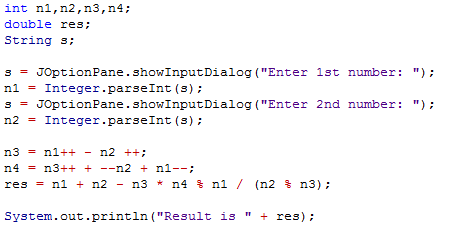 int n1,n2,n3,n4;
double res;
String s;
s = JOptionPane.showInputDialog("Enter 1st number: ");
n1 = Integer.parseInt(s);
s = JOptionPane.showInputDialog("Enter 2nd number: ");
n2 = Integer.parseInt(s);
n3 = n1++ - n2 ++;
n4 = n3++ + --n2 + n1--;
res = n1 + n2 - n3 * n4 % n1 / (n2 % n3);
System.out.println("Result is " + res);